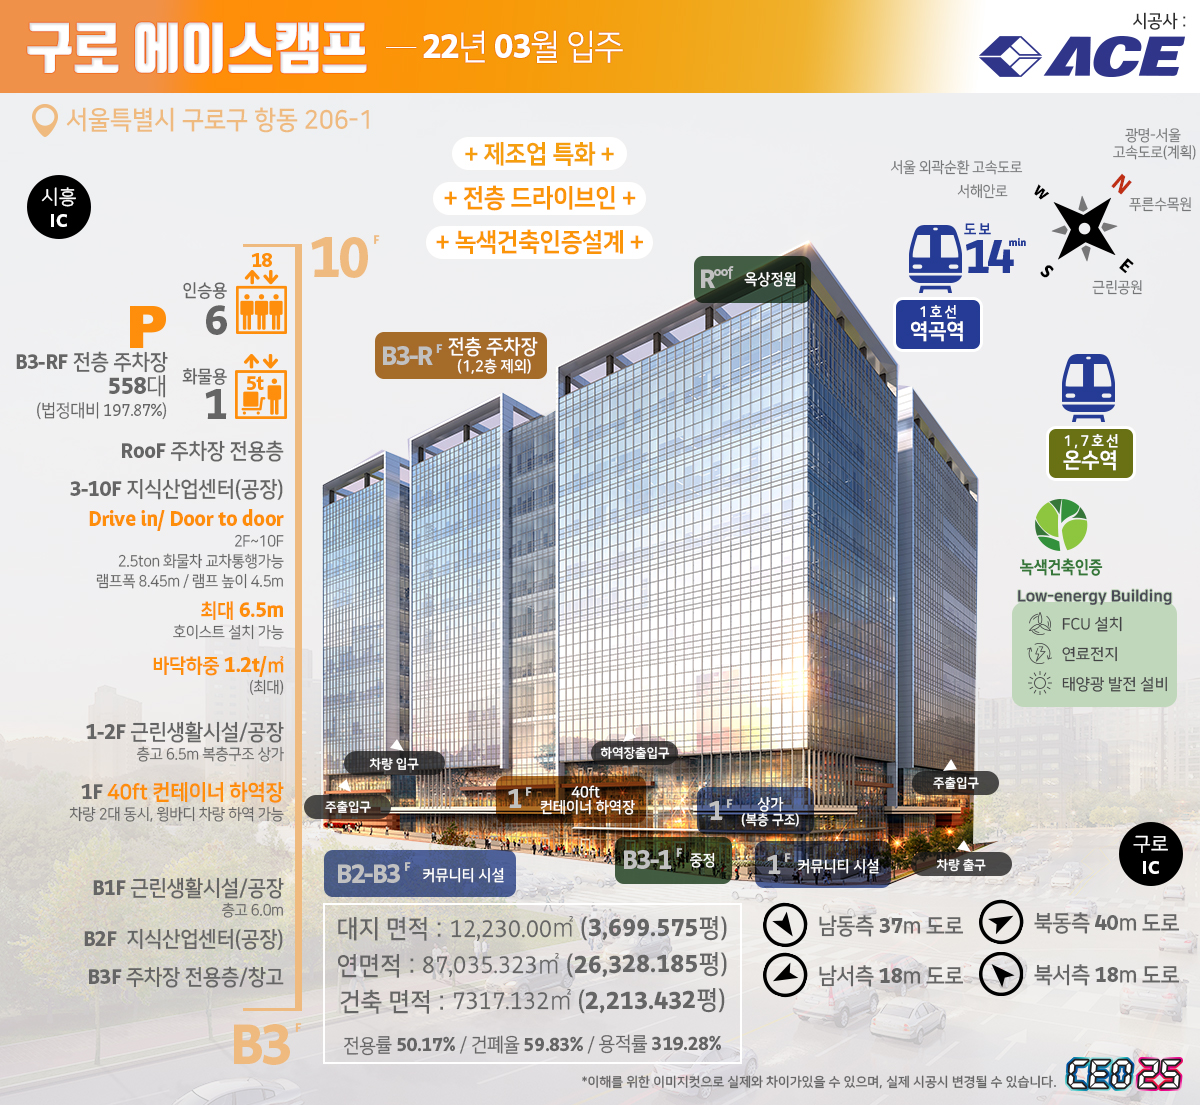 구로 에이스캠프 — 22년 03월 입주
시공사 :
ACE
서울특별시 구로구 항동 206-1
시흥
IC
+ 제조업 특화 +
+ 전층 드라이브인 +
+ 녹색건축인증설계 +
광명-서울
고속도로(계획)
서울 외곽순환 고속도로
서해안로
푸른수목원
근린공원
W
N
S
E
도보
14min
1호선
역곡역
1,7호선
온수역
10F
18
인승용
6
P
B3-RF 전층 주차장
558대
(법정대비 197.87%)
화물용
1
5t
RooF 주차장 전용층
3-10F 지식산업센터(공장)
Drive in/ Door to door
2F~10F
2.5ton 화물차 교차통행가능
램프폭 8.45m / 램프 높이 4.5m
최대 6.5m
호이스트 설치 가능
바닥하중 1.2t/㎡
(최대)
1-2F 근린생활시설/공장
층고 6.5m 복층구조 상가
1F 40ft 컨테이너 하역장
차량 2대 동시, 윙바디 차량 하역 가능
B1F 근린생활시설/공장
층고 6.0m
B2F 지식산업센터(공장)
B3F 주차장 전용층/창고
B3F
Roof 옥상정원
B3-RF 전층 주차장
(1,2층 제외)
차량 입구
주출입구
하역장출입구
1F 40ft
컨테이너 하역장
1F 상가
(복층 구조)
주출입구
B2-B3F 커뮤니티 시설
B3-1F 중정
1F 커뮤니티 시설
차량 출구
녹색건축인증
Low-energy Building
FCU 설치
연료전지
태양광 발전 설비
구로
IC
대지 면적 : 12,230.00㎡ (3,699.575평)
연면적 : 87,035.323㎡ (26,328.185평)
건축 면적 : 7317.132㎡ (2,213.432평)
전용률 50.17% / 건폐율 59.83% / 용적률 319.28%
남동측 37m 도로
북동측 40m 도로
남서측 18m 도로
북서측 18m 도로
*이해를 위한 이미지컷으로 실제와 차이가있을 수 있으며, 실제 시공시 변경될 수 있습니다.
CEO25